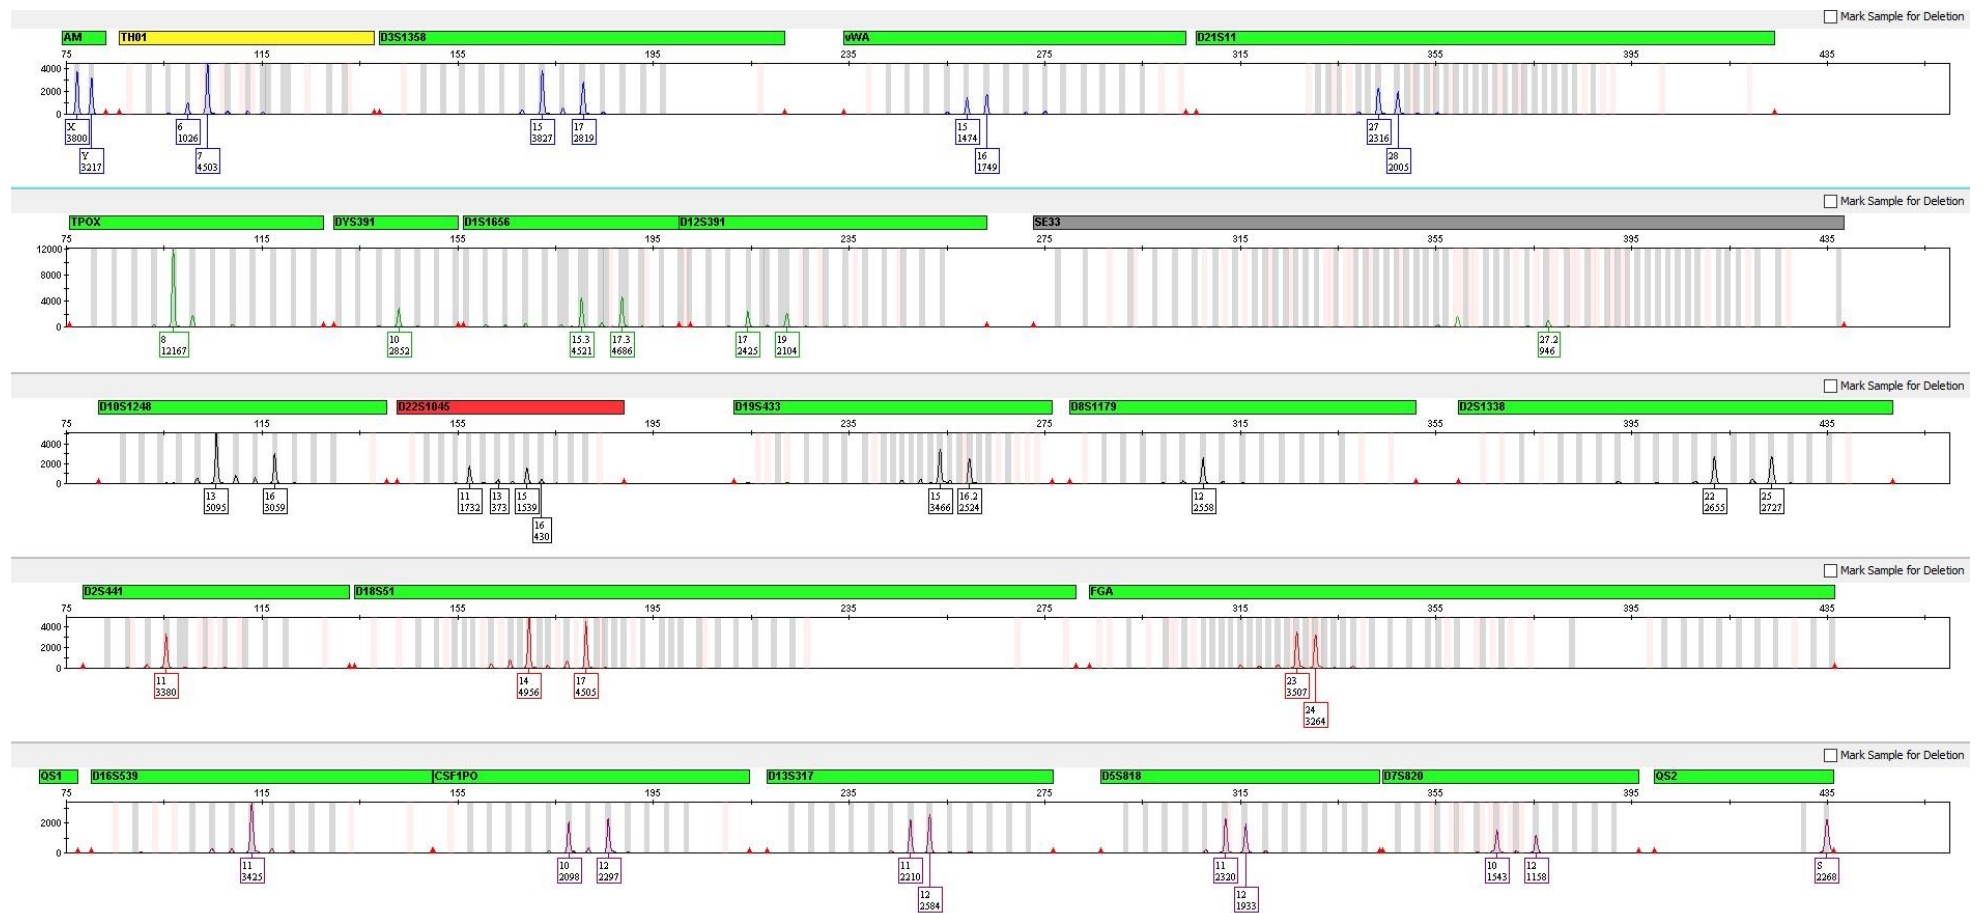 Mark Sample for Deletion
AM TH01 D3S1358 vWA D21S11
75 115 155 195 235 275 315 355 395 435
4000
2000
0
X 6 15 17 15 27
3800 1026 3827 2819 1474 2316
Y 7 16 28
3217 4503 1749 2005
Mark Sample for Deletion
TPOX DYS391 D1S1656 D12S391 SE33
75 115 155 195 235 275 315 355 395 435
12000
8000
4000
0
8 10 15.3 17.3 17 19 27.2
12167 2852 4521 4686 2425 2104 946
Mark Sample for Deletion
D10S1248 D22S1045 D19S433 D8S1179 D2S1338
75 115 155 195 235 275 315 355 395 435
4000
2000
0
13 16 11 13 15 15 16.2 12 22 25
5095 3059 1732 373 1539 3466 2524 2558 2655 2727
16
430
Mark Sample for Deletion
D2S441 D18S51 FGA
75 115 155 195 235 275 315 355 395 435
4000
2000
0
11 14 17 23
3380 4956 4505 3507
24
3264
Mark Sample for Deletion
QS1 D16S539 CSF1PO D13S317 D5S818 D7S820 QS2
75 115 155 195 235 275 315 355 395 435
2000
0
11 10 12 11 11 10 12 S
3425 2098 2297 2210 2320 1543 1158 2268
12 12
2584 1933